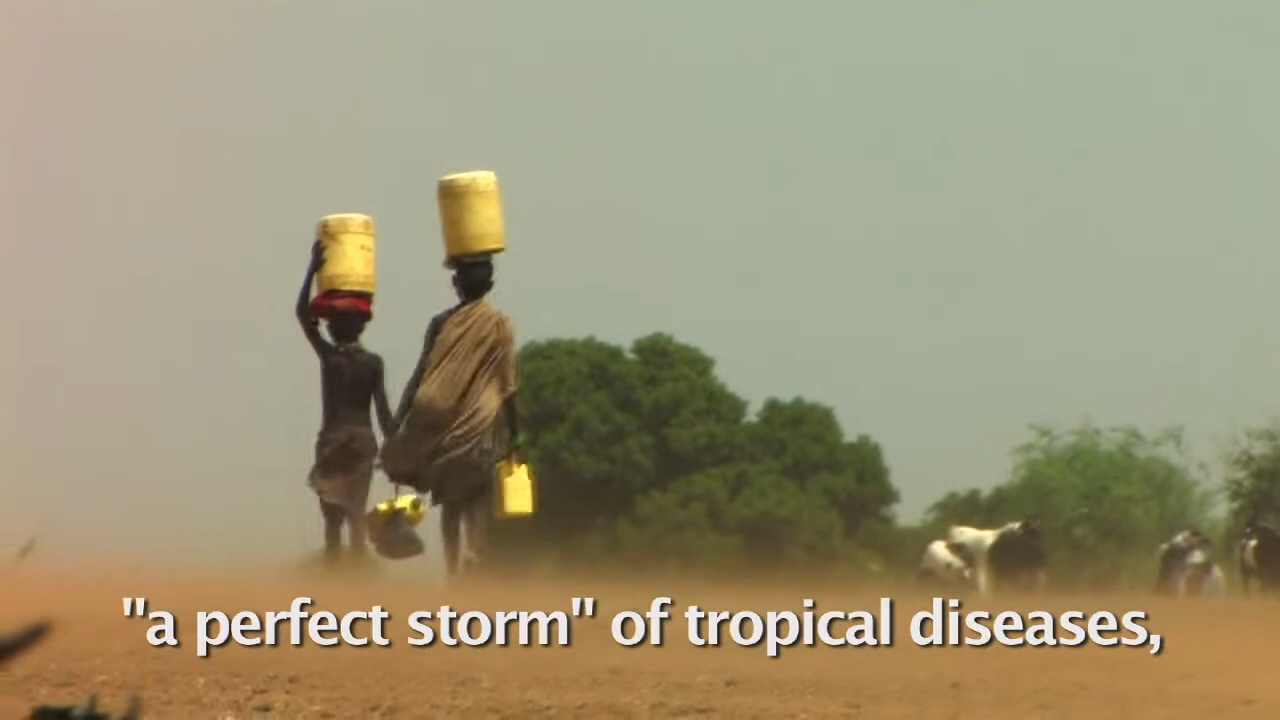 "a perfect storm" of tropical diseases,